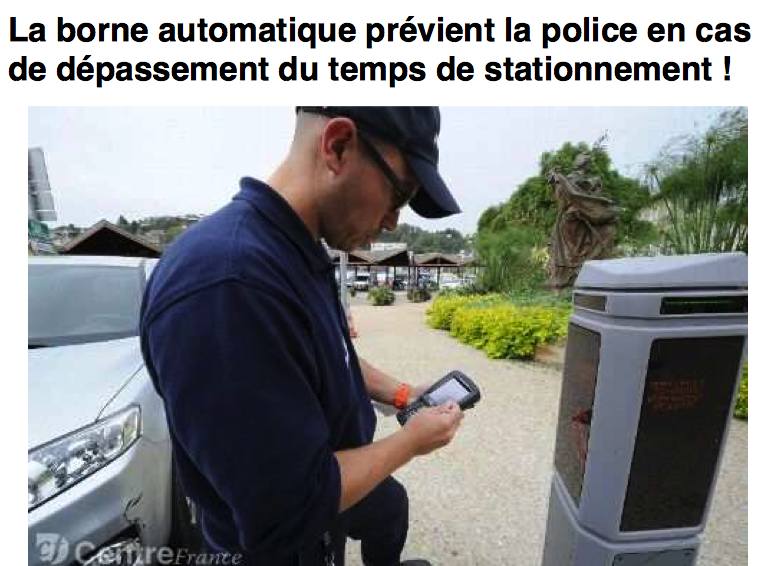 La borne automatique prévient la police en cas
de dépassement du temps de stationnement !
CentreFrance